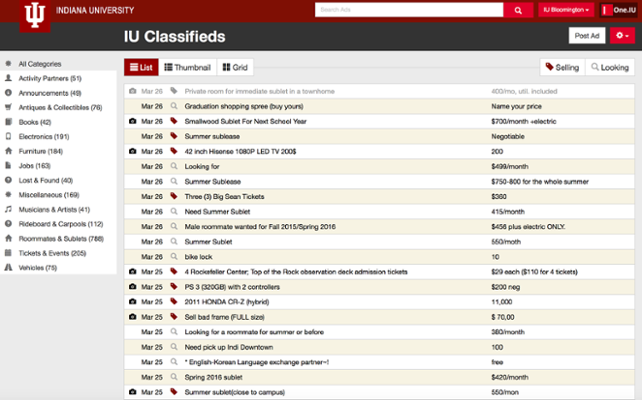 INDIANA UNIVERSITY
Search Ads
IU Bloomington
One.IU
IU Classifieds
Post Ad
List
Thumbnail
Grid
Selling
Looking
All Categories
Activity Partners (51)
Announcements (49)
Antiques & Collectibles (76)
Books (42)
Electronics (191)
Furniture (184)
Jobs (163)
Lost & Found (40)
Miscellaneous (169)
Musicians & Artists (41)
Rideboard & Carpools (112)
Roommates & Sublets (788)
Tickets & Events (205)
Vehicles (75)
Mar 26 Private room for immediate sublet in a townhome 400/mo, util. included
Mar 26 Graduation shopping spree (buy yours) Name your price
Mar 26 Smallwood Sublet For Next School Year $700/month +electric
Mar 26 Summer sublease Negotiable
Mar 26 42 inch Hisense 1080P LED TV 200$ 200
Mar 26 Looking for $499/month
Mar 26 Summer Sublease $750-800 for the whole summer
Mar 26 Three (3) Big Sean Tickets $360
Mar 26 Need Summer Sublet 415/month
Mar 26 Male roommate wanted for Fall 2015/Spring 2016 $456 plus electric ONLY.
Mar 26 Summer Sublet 550/moth
Mar 26 bike lock 10
Mar 25 4 Rockefeller Center; Top of the Rock observation deck admission tickets $29 each ($110 for 4 tickets)
Mar 25 PS 3 (320GB) with 2 controllers $200 neg
Mar 25 2011 HONDA CR-Z (hybrid) 11,000
Mar 25 Sell bad frame (FULL size) $ 70,00
Mar 25 Looking for a roommate for summer or before 380/month
Mar 25 Need pick up Indi Downtown 100
Mar 25 * English-Korean Language exchange partner~! free
Mar 25 Spring 2016 sublet $420/month
Mar 25 Summer sublet(close to campus) 550/mon